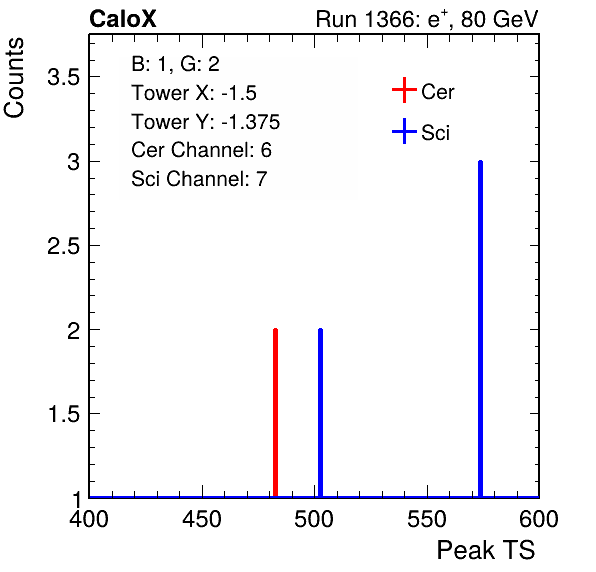 CaloX Run 1366: e⁺, 80 GeV
Counts
B: 1, G: 2
Tower X: -1.5
Tower Y: -1.375
Cer Channel: 6
Sci Channel: 7
Cer
Sci
3.5
3
2.5
2
1.5
1
400 450 500 550 600
Peak TS